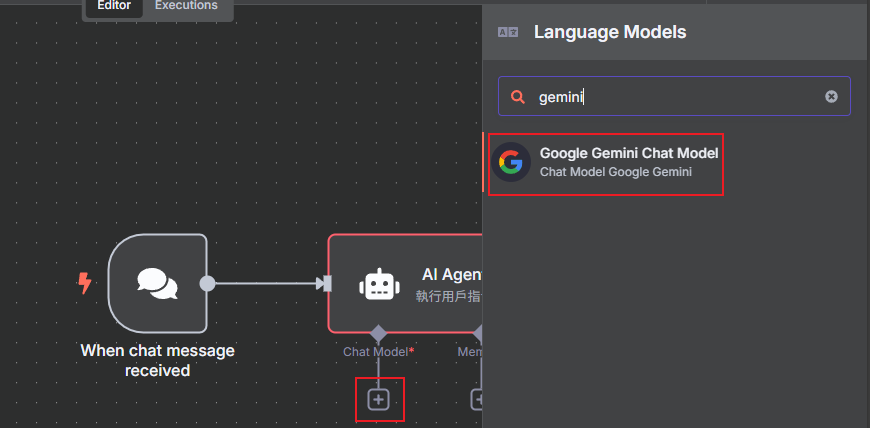 Editor
Executions
Language Models
gemini
Google Gemini Chat Model
Chat Model Google Gemini
AI Agen
執行用戶指
When chat message
received
Chat Model*
Mem